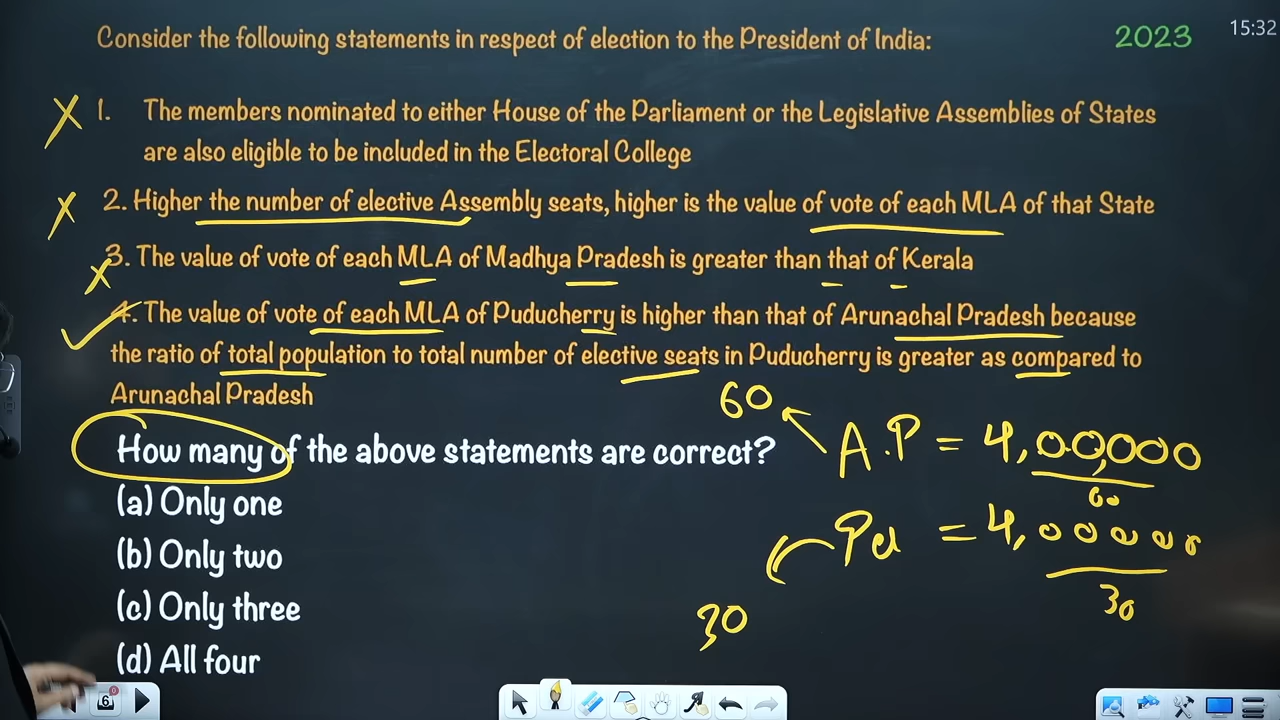 Consider the following statements in respect of election to the President of India:
2023
15:32
1. The members nominated to either House of the Parliament or the Legislative Assemblies of States
are also eligible to be included in the Electoral College
2. Higher the number of elective Assembly seats, higher is the value of vote of each MLA of that State
3. The value of vote of each MLA of Madhya Pradesh is greater than that of Kerala
4. The value of vote of each MLA of Puducherry is higher than that of Arunachal Pradesh because
the ratio of total population to total number of elective seats in Puducherry is greater as compared to
Arunachal Pradesh
60
A.P = 4,00,000
60
How many of the above statements are correct?
(a) Only one
Pu = 4,00000
30
(b) Only two
(c) Only three
30
(d) All four
6
0